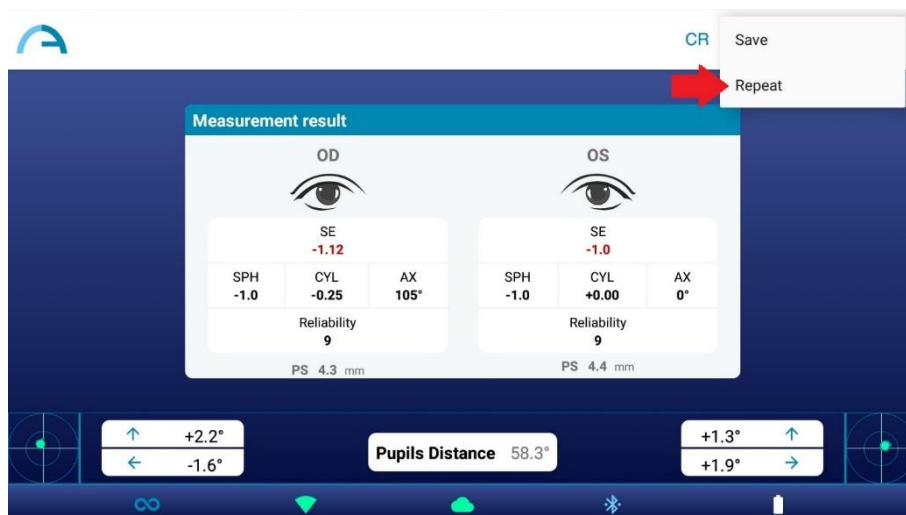 CR
Save
Repeat
Measurement result
OD
OS
SE
-1.12
SE
-1.0
SPH CYL AX
-1.0 -0.25 105°
SPH CYL AX
-1.0 +0.00 0°
Reliability
9
Reliability
9
PS 4.3 mm
PS 4.4 mm
+2.2°
-1.6°
Pupils Distance 58.3°
+1.3°
+1.9°